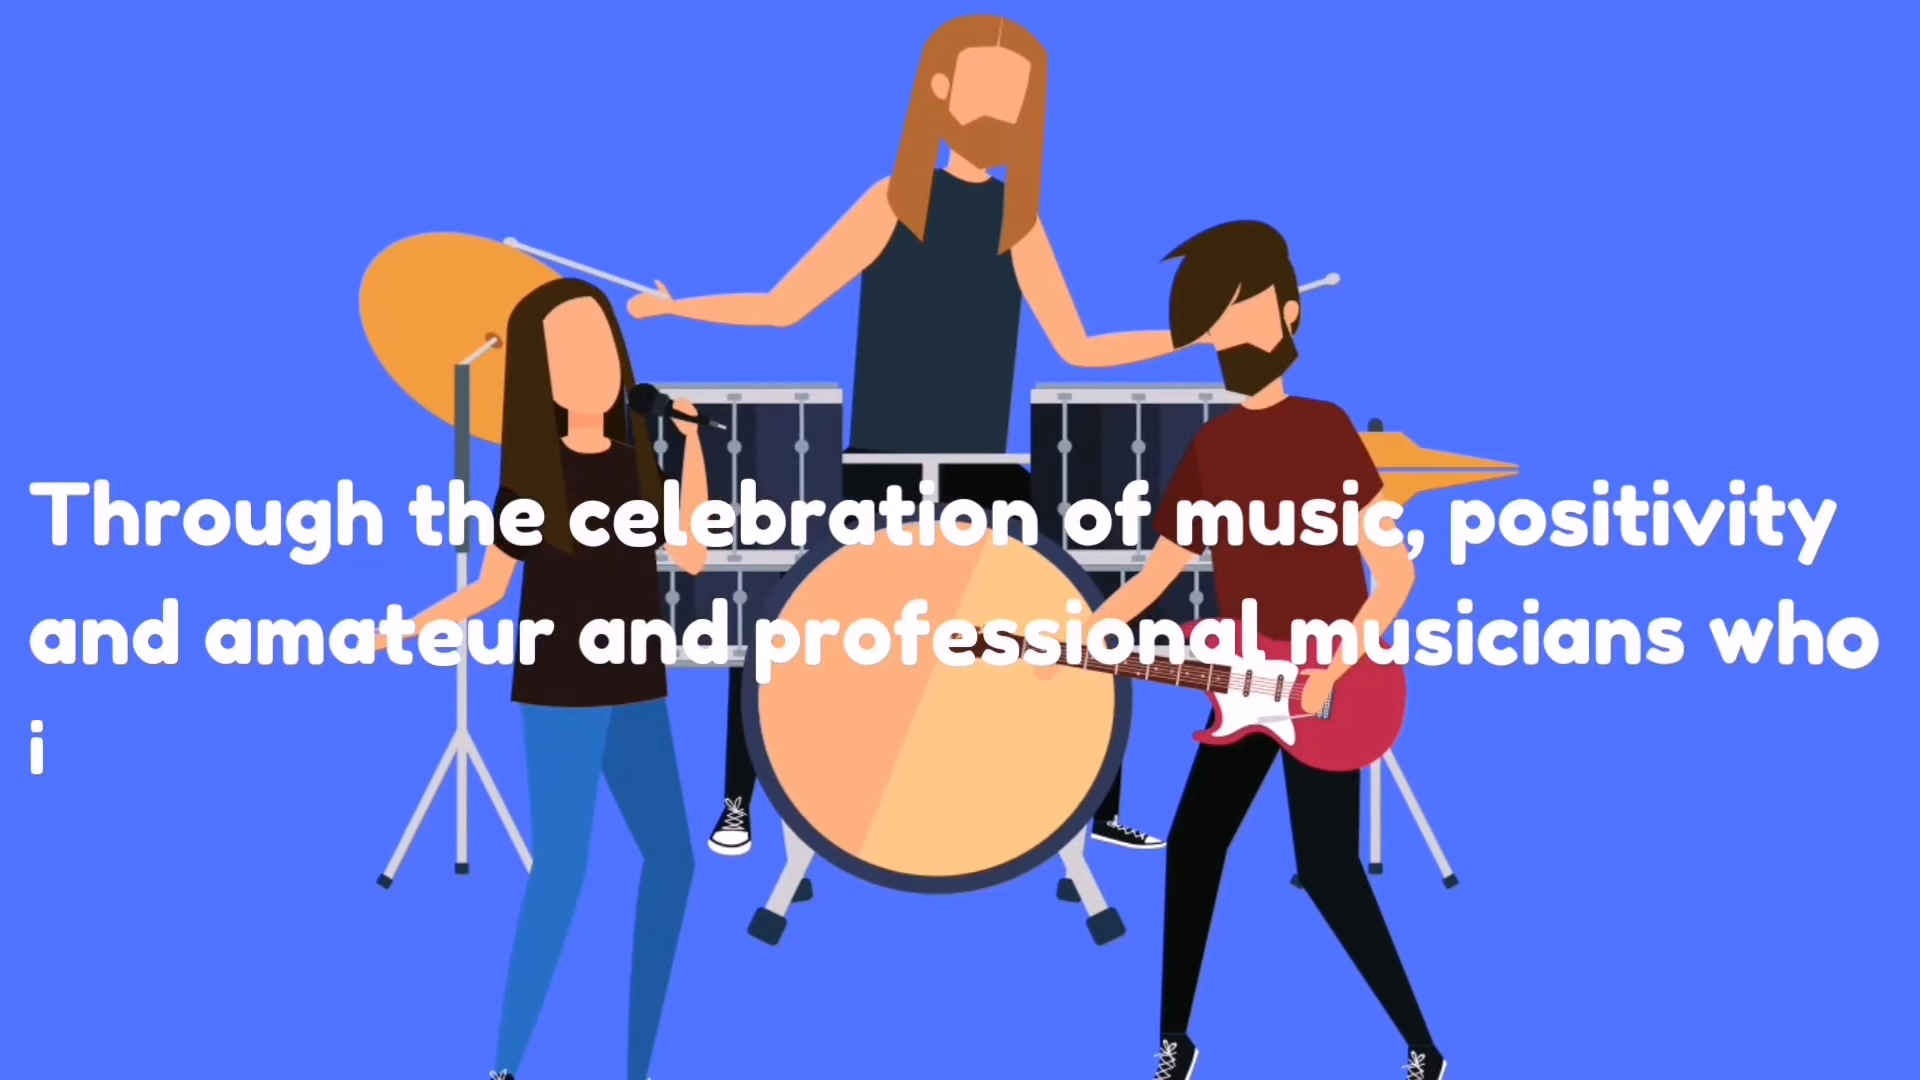 Through the celebration of music, positivity
and amateur and professional musicians who
i